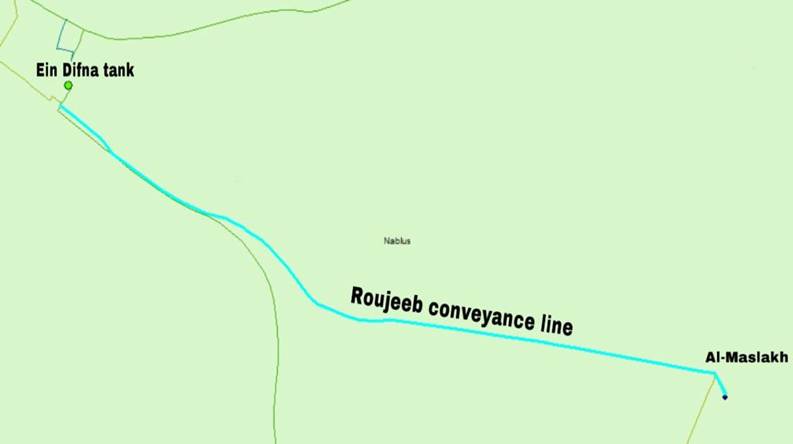 Ein Difna tank
Nablus
Roujeeb conveyance line
Al-Maslakh